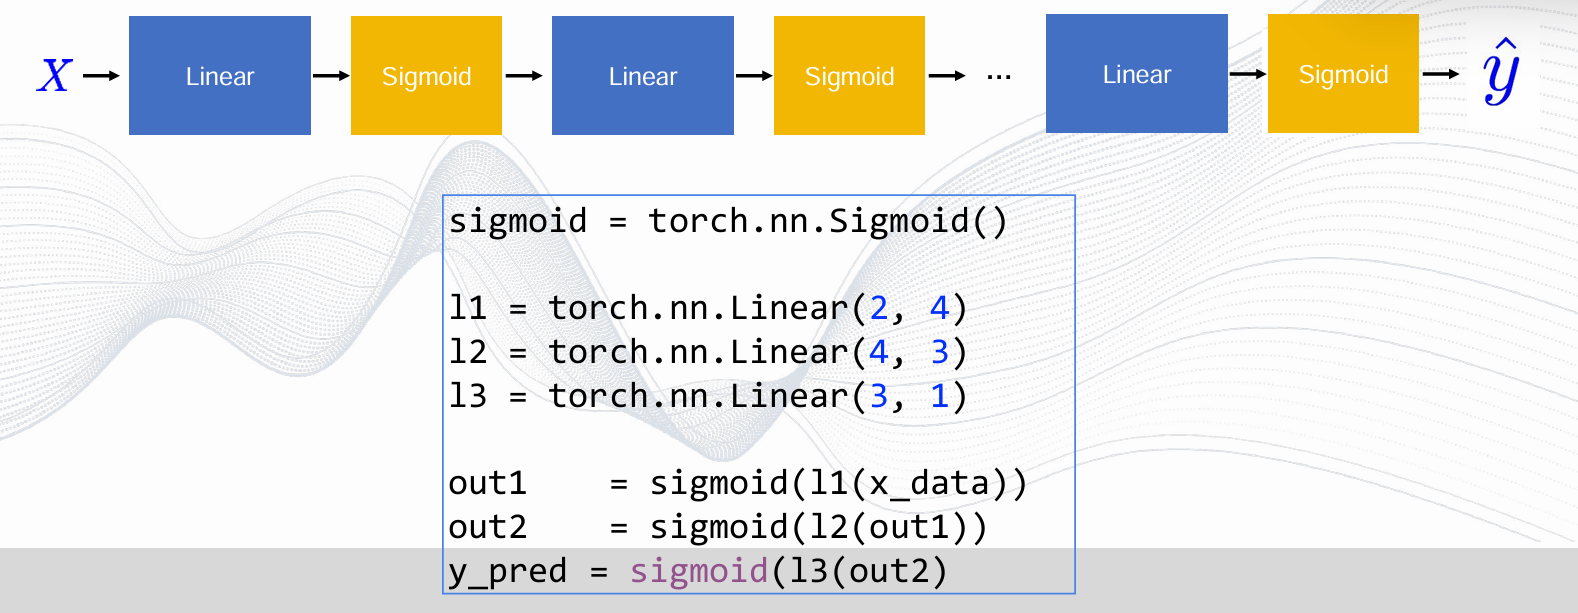 X Linear Sigmoid Linear Sigmoid ... Linear Sigmoid ŷ
sigmoid = torch.nn.Sigmoid()
l1 = torch.nn.Linear(2, 4)
l2 = torch.nn.Linear(4, 3)
l3 = torch.nn.Linear(3, 1)
out1 = sigmoid(l1(x_data))
out2 = sigmoid(l2(out1))
y_pred = sigmoid(l3(out2)